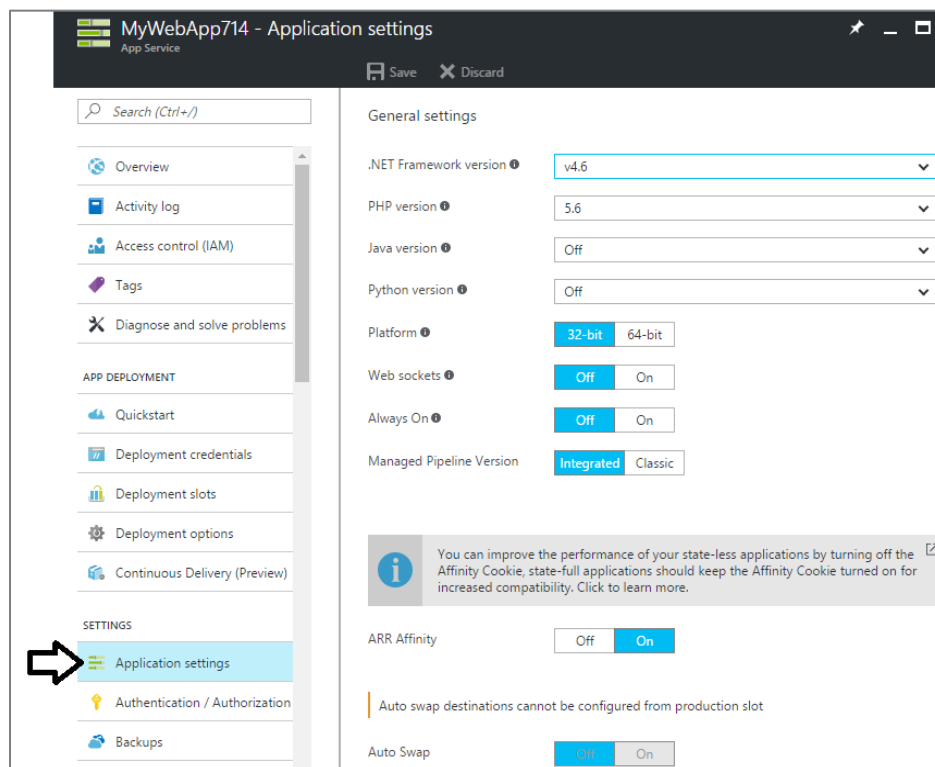 MyWebApp714 - Application settings
App Service
Save Discard
Search (Ctrl+/)
Overview
Activity log
Access control (IAM)
Tags
Diagnose and solve problems
APP DEPLOYMENT
Quickstart
Deployment credentials
Deployment slots
Deployment options
Continuous Delivery (Preview)
SETTINGS
Application settings
Authentication / Authorization
Backups
General settings
.NET Framework version v4.6
PHP version 5.6
Java version Off
Python version Off
Platform 32-bit 64-bit
Web sockets Off On
Always On Off On
Managed Pipeline Version Integrated Classic
You can improve the performance of your state-less applications by turning off the
Affinity Cookie, state-full applications should keep the Affinity Cookie turned on for
increased compatibility. Click to learn more.
ARR Affinity Off On
Auto swap destinations cannot be configured from production slot
Auto Swap Off On